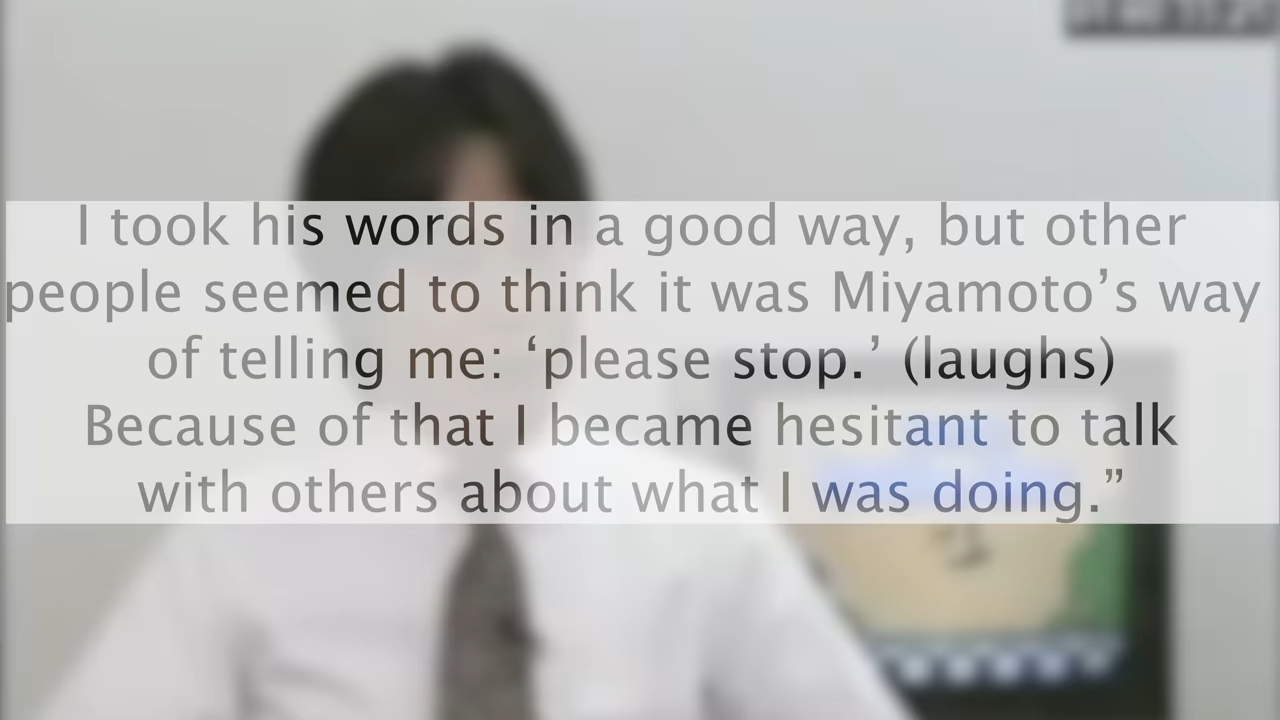 I took his words in a good way, but other
people seemed to think it was Miyamoto’s way
of telling me: ‘please stop.’ (laughs)
Because of that I became hesitant to talk
with others about what I was doing.”